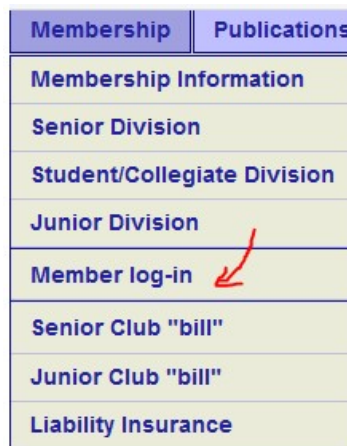 Membership Publications
Membership Information
Senior Division
Student/Collegiate Division
Junior Division
Member log-in
Senior Club "bill"
Junior Club "bill"
Liability Insurance